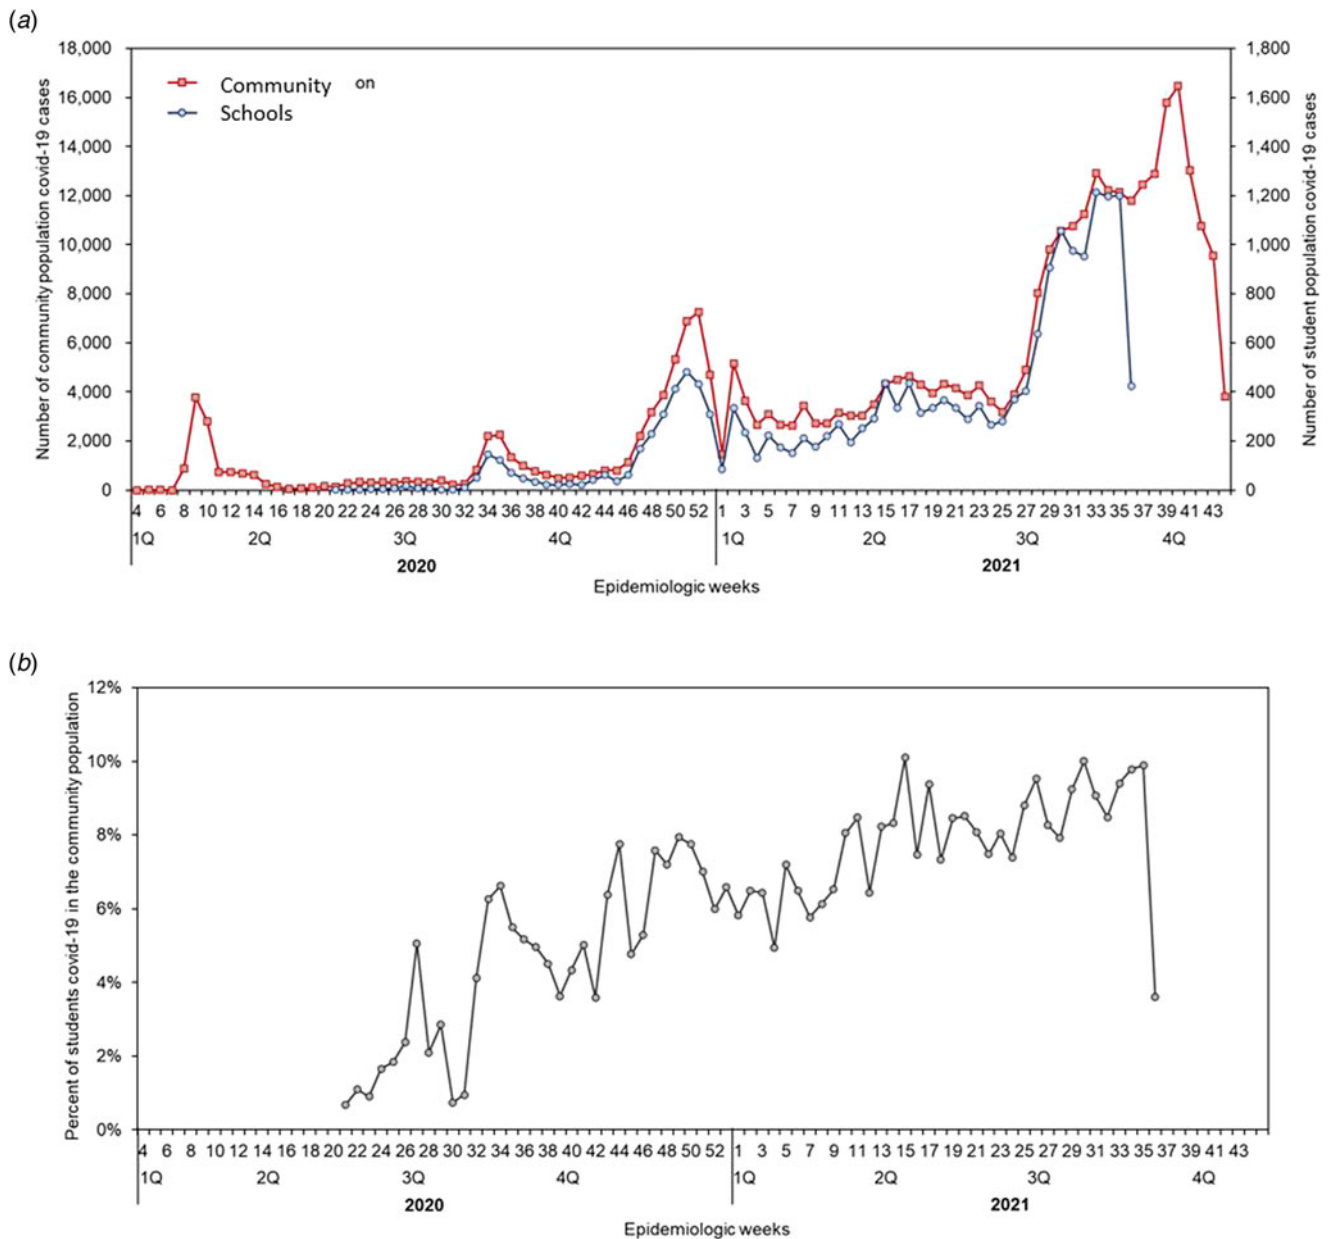 (a)
Number of community population covid-19 cases
18,000
16,000
14,000
12,000
10,000
8,000
6,000
4,000
2,000
0
Community on
Schools
1,800
1,600
1,400
1,200
1,000
800
600
400
200
0
Number of student population covid-19 cases
4 6 8 10 12 14 16 18 20 22 24 26 28 30 32 34 36 38 40 42 44 46 48 50 52 1 3 5 7 9 11 13 15 17 19 21 23 25 27 29 31 33 35 37 39 41 43
1Q 2Q 3Q 4Q 1Q 2Q 3Q 4Q
2020 2021
Epidemiologic weeks
(b)
Percent of students covid-19 in the community population
12%
10%
8%
6%
4%
2%
0%
4 6 8 10 12 14 16 18 20 22 24 26 28 30 32 34 36 38 40 42 44 46 48 50 52 1 3 5 7 9 11 13 15 17 19 21 23 25 27 29 31 33 35 37 39 41 43
1Q 2Q 3Q 4Q 1Q 2Q 3Q 4Q
2020 2021
Epidemiologic weeks